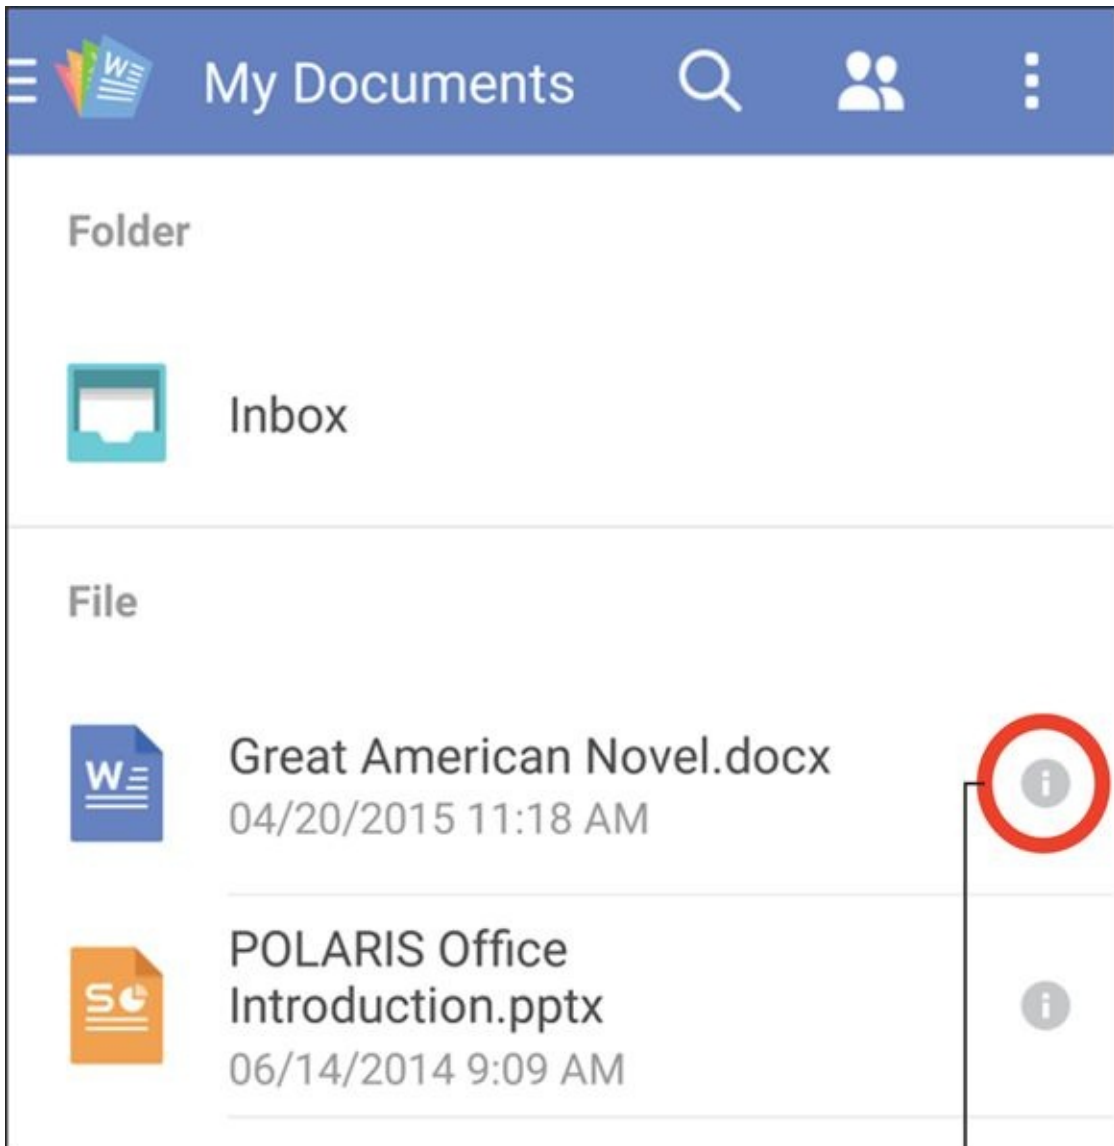 My Documents
Folder
Inbox
File
W
Great American Novel.docx
04/20/2015 11:18 AM
S
POLARIS Office
Introduction.pptx
06/14/2014 9:09 AM